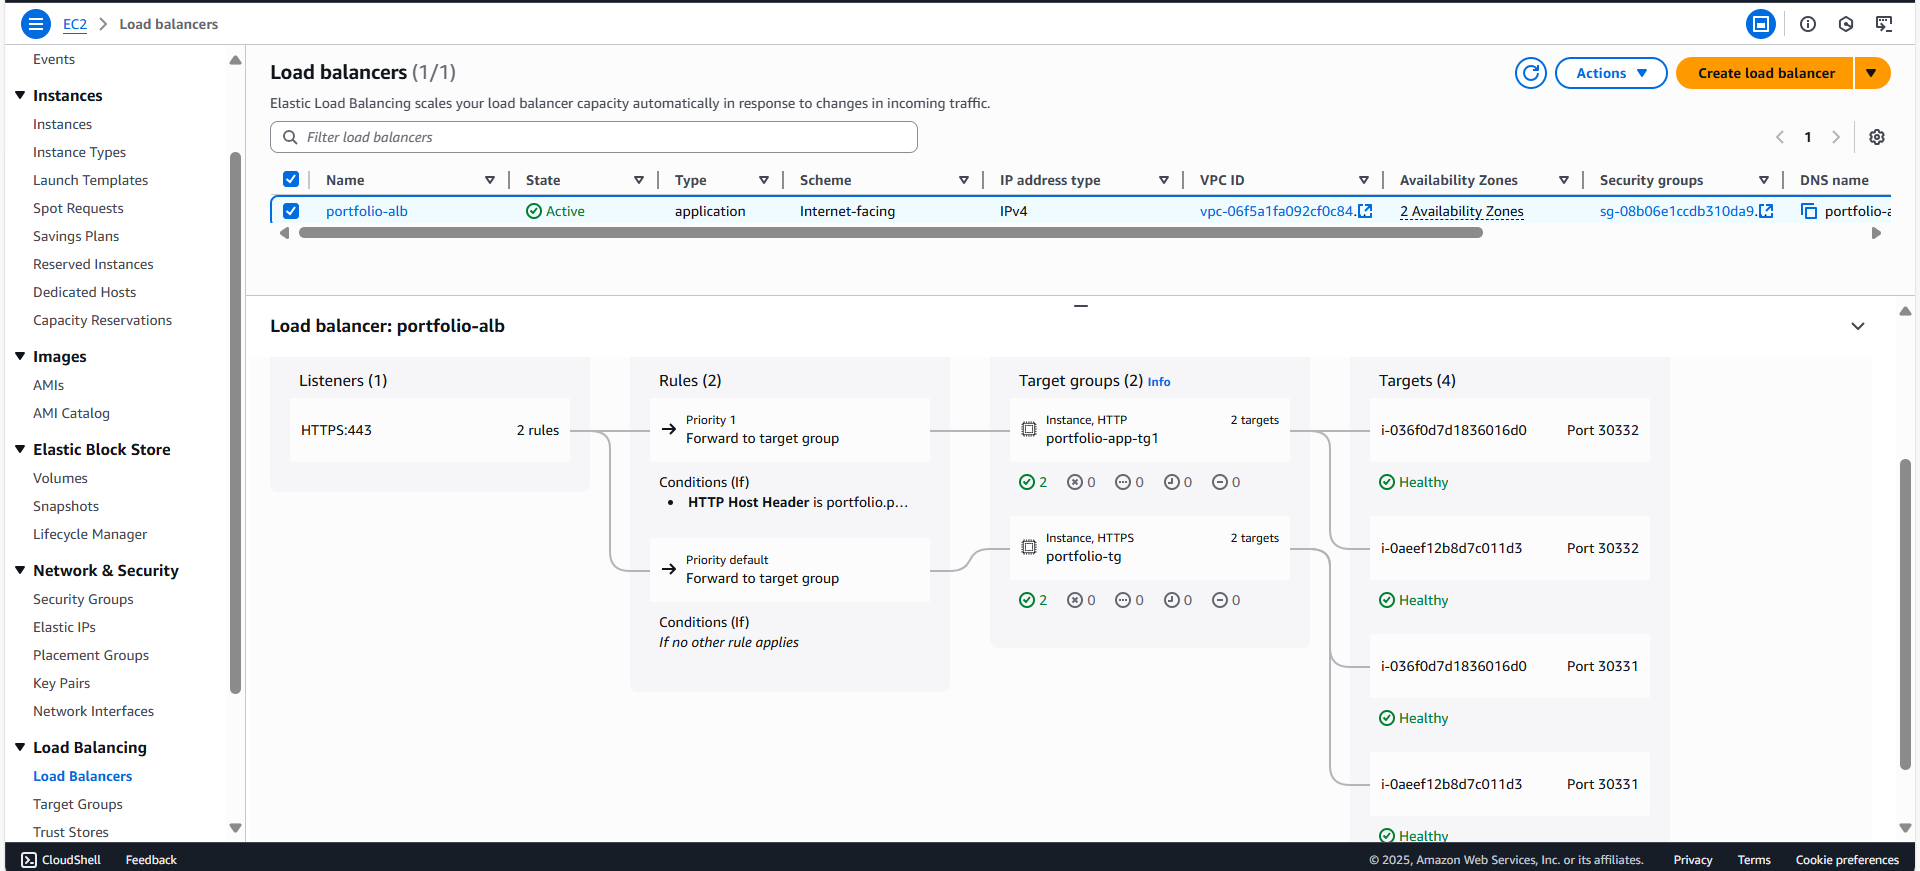 EC2 > Load balancers
Events
Instances
Instances
Instance Types
Launch Templates
Spot Requests
Savings Plans
Reserved Instances
Dedicated Hosts
Capacity Reservations
Images
AMIs
AMI Catalog
Elastic Block Store
Volumes
Snapshots
Lifecycle Manager
Network & Security
Security Groups
Elastic IPs
Placement Groups
Key Pairs
Network Interfaces
Load Balancing
Load Balancers
Target Groups
Trust Stores
Load balancers (1/1)
Actions
Create load balancer
Elastic Load Balancing scales your load balancer capacity automatically in response to changes in incoming traffic.
Filter load balancers
1
Name State Type Scheme IP address type VPC ID Availability Zones Security groups DNS name
portfolio-alb Active application Internet-facing IPv4 vpc-06f5a1fa092cf0c84. 2 Availability Zones sg-08b06e1ccdb310da9. portfolio-a
Load balancer: portfolio-alb
Listeners (1)
HTTPS:443 2 rules
Rules (2)
Priority 1
Forward to target group
Conditions (If)
• HTTP Host Header is portfolio.p...
Priority default
Forward to target group
Conditions (If)
If no other rule applies
Target groups (2) Info
Instance, HTTP 2 targets
portfolio-app-tg1
2 0 0 0 0
Instance, HTTPS 2 targets
portfolio-tg
2 0 0 0 0
Targets (4)
i-036f0d7d1836016d0 Port 30332
Healthy
i-0aeef12b8d7c011d3 Port 30332
Healthy
i-036f0d7d1836016d0 Port 30331
Healthy
i-0aeef12b8d7c011d3 Port 30331
Healthy
CloudShell Feedback © 2025, Amazon Web Services, Inc. or its affiliates. Privacy Terms Cookie preferences